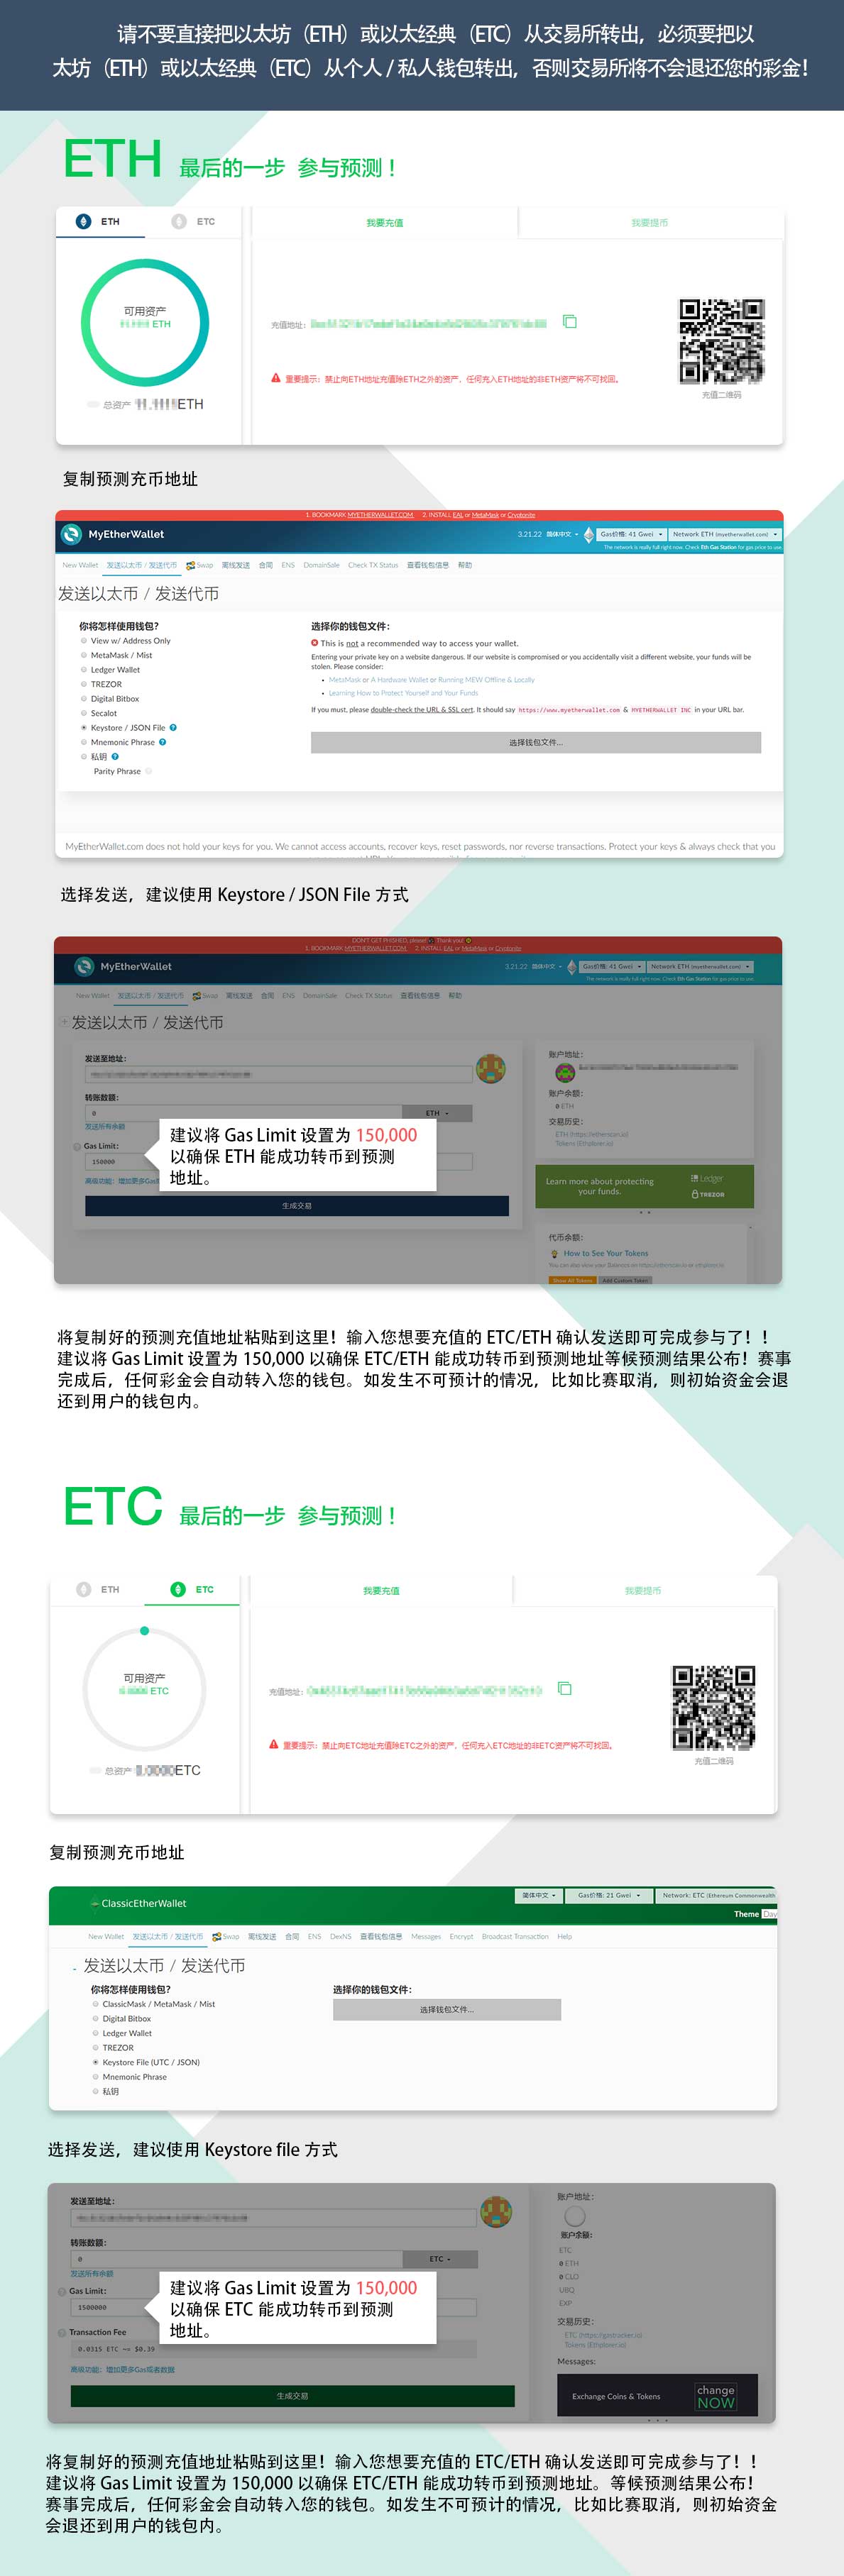 请不要直接把以太坊（ETH）或以太经典（ETC）从交易所转出，必须要把以
太坊（ETH）或以太经典（ETC）从个人 / 私人钱包转出，否则交易所将不会退还您的彩金！
ETH 最后的一步 参与预测！
ETH ETC 我要充值 我要提币
可用资产
ETH
充值地址：
重要提示：禁止向ETH地址充值除ETH之外的资产，任何充入ETH地址的非ETH资产将不可找回。
充值二维码
总资产 ETH
复制预测充币地址
1. BOOKMARK MYETHERWALLET.COM 2. INSTALL EAL or MetaMask or Cryptonite
MyEtherWallet 3.21.22 简体中文 Gas价格: 41 Gwei Network ETH (myetherwallet.com)
The network is really full right now. Check Eth Gas Station for gas price to use.
New Wallet 发送以太币 / 发送代币 Swap 离线发送 合同 ENS DomainSale Check TX Status 查看钱包信息 帮助
发送以太币 / 发送代币
你将怎样使用钱包？
View w/ Address Only
MetaMask / Mist
Ledger Wallet
TREZOR
Digital Bitbox
Secalot
Keystore / JSON File
Mnemonic Phrase
私钥
Parity Phrase
选择你的钱包文件：
This is not a recommended way to access your wallet.
Entering your private key on a website dangerous. If our website is compromised or you accidentally visit a different website, your funds will be
stolen. Please consider:
MetaMask or A Hardware Wallet or Running MEW Offline & Locally
Learning How to Protect Yourself and Your Funds
If you must, please double-check the URL & SSL cert. It should say https://www.myetherwallet.com & MYETHERWALLET INC in your URL bar.
选择钱包文件...
MyEtherWallet.com does not hold your keys for you. We cannot access accounts, recover keys, reset passwords, nor reverse transactions. Protect your keys & always check that you
选择发送，建议使用 Keystore / JSON File 方式
DON'T GET PHISHED, please! Thank you!
1. BOOKMARK MYETHERWALLET.COM 2. INSTALL EAL or MetaMask or Cryptonite
MyEtherWallet 3.21.22 简体中文 Gas价格: 41 Gwei Network ETH (myetherwallet.com)
The network is really full right now. Check Eth Gas Station for gas price to use.
New Wallet 发送以太币 / 发送代币 Swap 离线发送 合同 ENS DomainSale Check TX Status 查看钱包信息 帮助
发送以太币 / 发送代币
发送至地址：
转账数额：
0 ETH
发送所有余额
Gas Limit:
150000
高级功能：增加更多Gas
生成交易
建议将 Gas Limit 设置为 150,000
以确保 ETH 能成功转币到预测
地址。
账户地址：
账户余额：
0 ETH
交易历史：
ETH (https://etherscan.io)
Tokens (Ethplorer.io)
Learn more about protecting
your funds.
Ledger
TREZOR
代币余额：
How to See Your Tokens
You can also view your Balances on https://etherscan.io or ethplorer.io
Show All Tokens Add Custom Token
将复制好的预测充值地址粘贴到这里！输入您想要充值的 ETC/ETH 确认发送即可完成参与了！！
建议将 Gas Limit 设置为 150,000 以确保 ETC/ETH 能成功转币到预测地址等候预测结果公布！赛事
完成后，任何彩金会自动转入您的钱包。如发生不可预计的情况，比如比赛取消，则初始资金会退
还到用户的钱包内。
ETC 最后的一步 参与预测！
ETH ETC 我要充值 我要提币
可用资产
ETC
充值地址：
重要提示：禁止向ETC地址充值除ETC之外的资产，任何充入ETC地址的非ETC资产将不可找回。
充值二维码
总资产 ETC
复制预测充币地址
ClassicEtherWallet 简体中文 Gas价格: 21 Gwei Network: ETC (Ethereum Commonwealth
Theme Day
New Wallet 发送以太币 / 发送代币 Swap 离线发送 合同 ENS DexNS 查看钱包信息 Messages Encrypt Broadcast Transaction Help
- 发送以太币 / 发送代币
你将怎样使用钱包？
ClassicMask / MetaMask / Mist
Digital Bitbox
Ledger Wallet
TREZOR
Keystore File (UTC / JSON)
Mnemonic Phrase
私钥
选择你的钱包文件：
选择钱包文件...
选择发送，建议使用 Keystore file 方式
发送至地址：
转账数额：
0 ETC
发送所有余额
Gas Limit:
1500000
Transaction Fee
0.0315 ETC ~= $0.39
高级功能：增加更多Gas或者数据
生成交易
建议将 Gas Limit 设置为 150,000
以确保 ETC 能成功转币到预测
地址。
账户地址：
账户余额：
ETC
0 ETH
0 CLO
UBQ
EXP
交易历史：
ETC (https://gastracker.io)
Tokens (Ethplorer.io)
Messages:
Exchange Coins & Tokens
change
NOW
将复制好的预测充值地址粘贴到这里！输入您想要充值的 ETC/ETH 确认发送即可完成参与了！！
建议将 Gas Limit 设置为 150,000 以确保 ETC/ETH 能成功转币到预测地址。等候预测结果公布！
赛事完成后，任何彩金会自动转入您的钱包。如发生不可预计的情况，比如比赛取消，则初始资金
会退还到用户的钱包内。